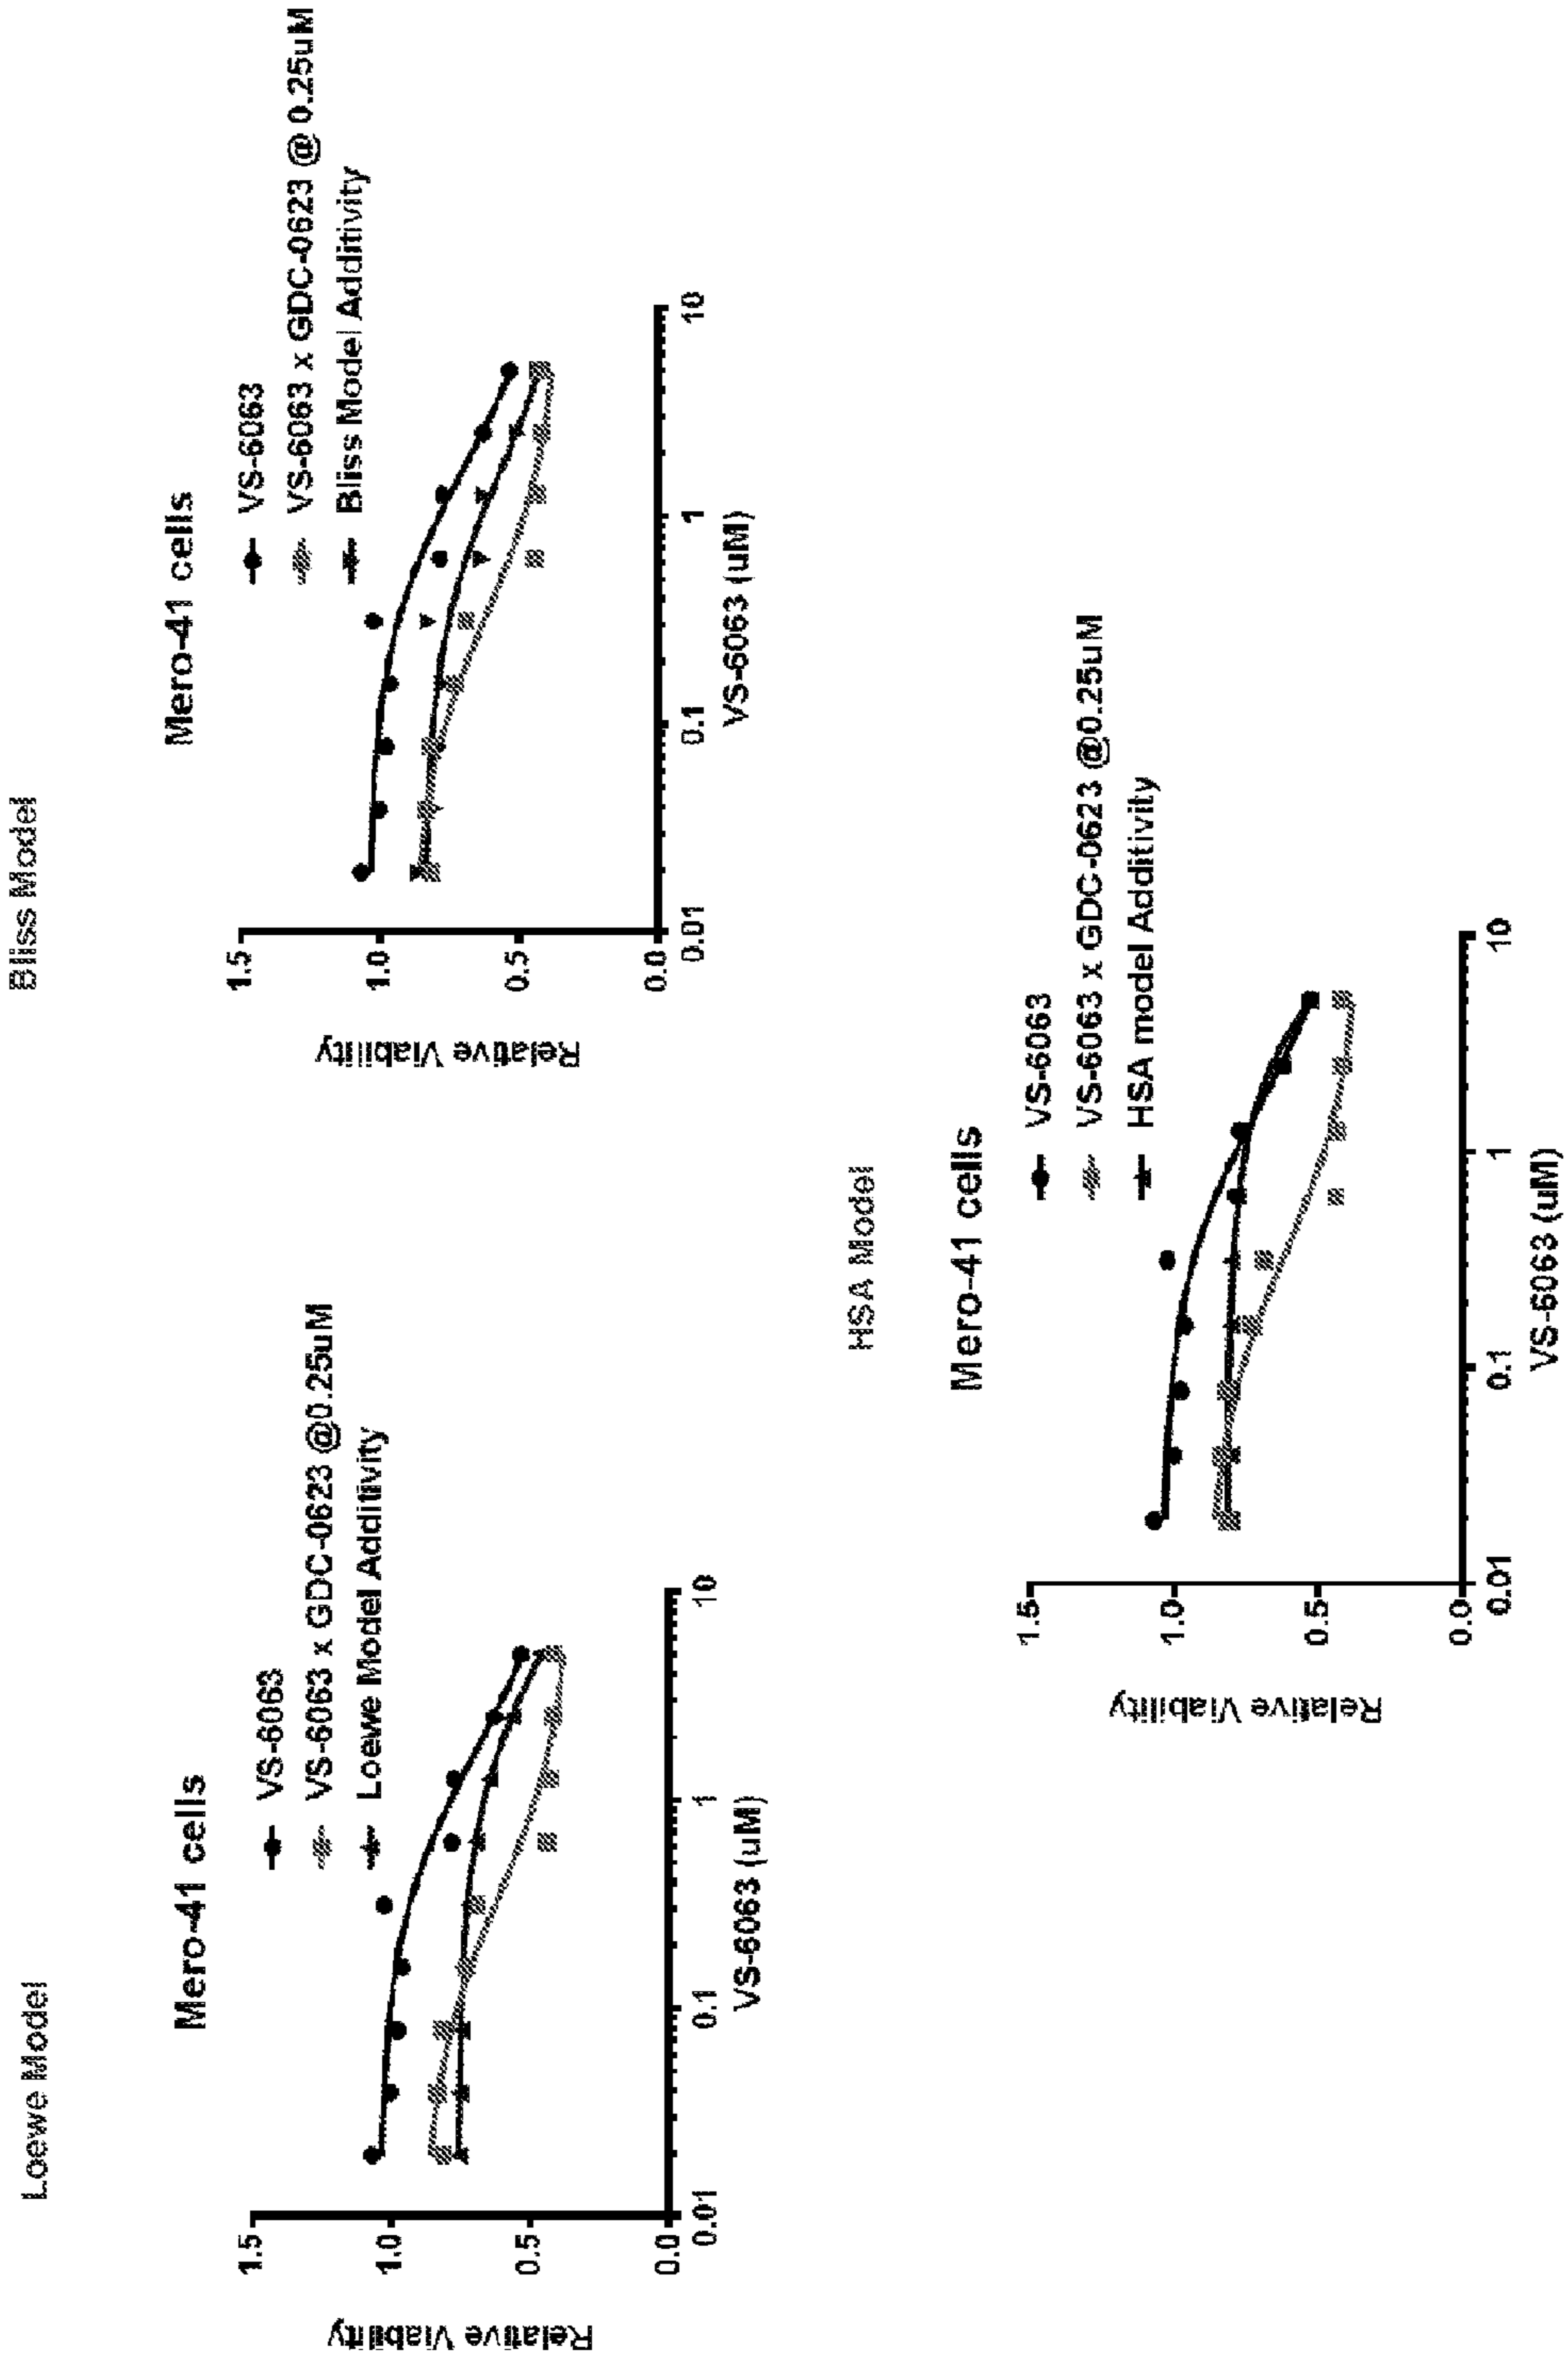 Loewe Model
Mero-41 cells
VS-6063
VS-6063 x GDC-0623 @0.25uM
Loewe Model Additivity
Relative Viability
1.5
1.0
0.5
0.0
0.01
0.1
1
10
VS-6063 (uM)
Bliss Model
Mero-41 cells
VS-6063
VS-6063 x GDC-0623 @ 0.25uM
Bliss Model Additivity
Relative Viability
1.5
1.0
0.5
0.0
0.01
0.1
1
10
VS-6063 (uM)
HSA Model
Mero-41 cells
VS-6063
VS-6063 x GDC-0623 @0.25uM
HSA model Additivity
Relative Viability
1.5
1.0
0.5
0.0
0.01
0.1
1
10
VS-6063 (uM)